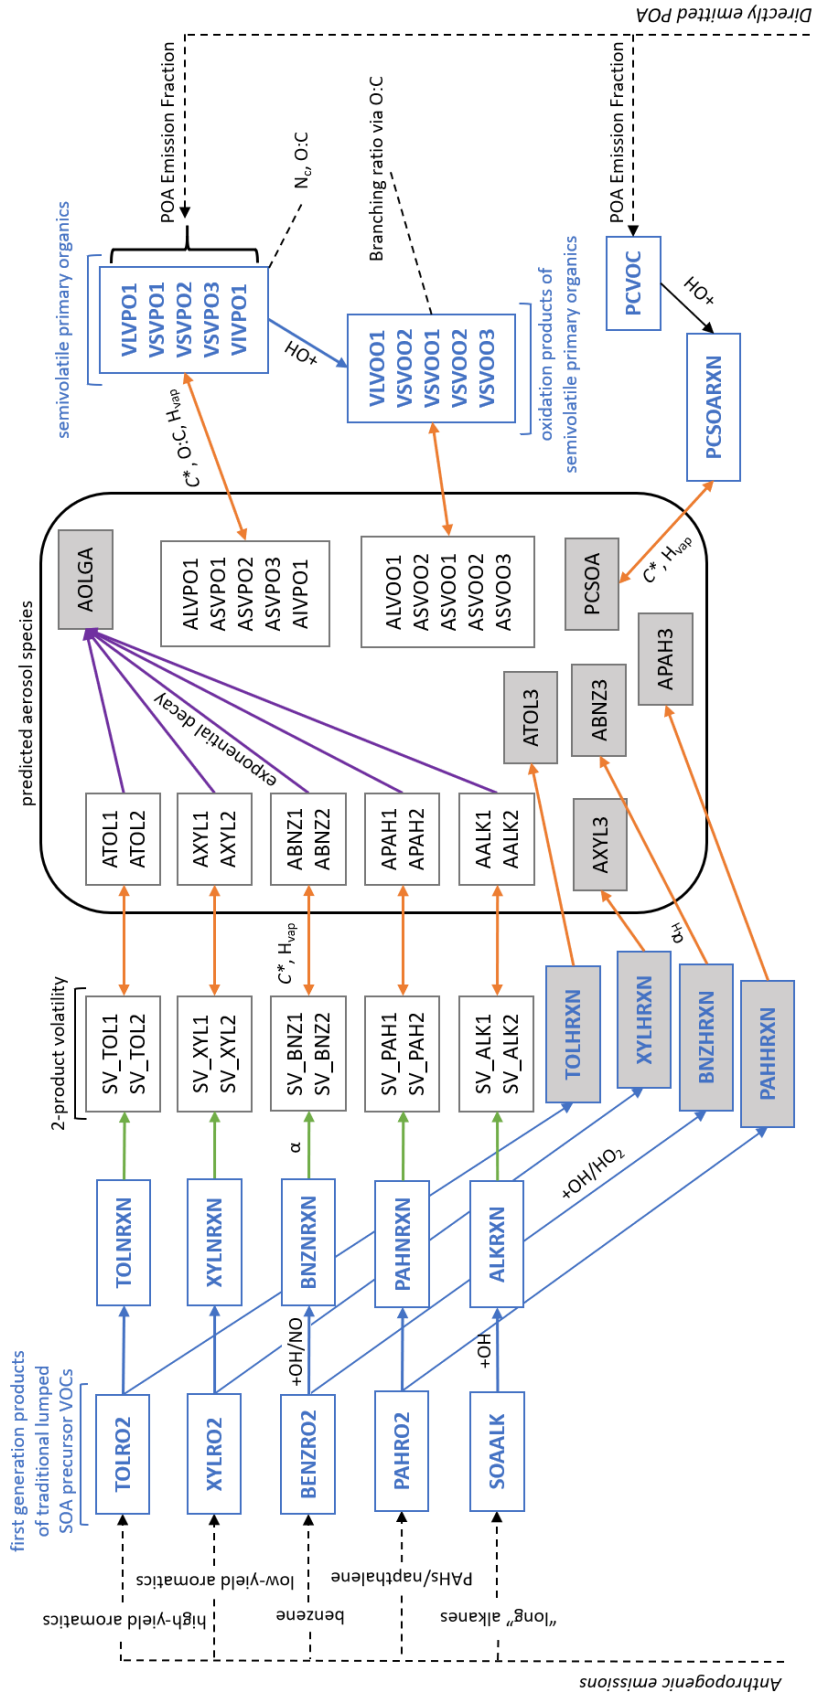 Anthropogenic emissions
high-yield aromatics
low-yield aromatics
benzene
PAHs/napthalene
"long" alkanes
first generation products
of traditional lumped
SOA precursor VOCs
TOLRO2
XYLRO2
BENZRO2
PAHRO2
SOAALK
+OH/NO
+OH
TOLNRXN
XYLNRXN
BNZNRXN
PAHNRXN
ALKRXN
α
+OH/HO₂
2-product volatility
SV_TOL1
SV_TOL2
SV_XYL1
SV_XYL2
SV_BNZ1
SV_BNZ2
SV_PAH1
SV_PAH2
SV_ALK1
SV_ALK2
TOLHRXN
XYLHRXN
BNZHRXN
PAHHRXN
C*, Hvap
αH
predicted aerosol species
ATOL1
ATOL2
AXYL1
AXYL2
ABNZ1
ABNZ2
APAH1
APAH2
AALK1
AALK2
exponential decay
AXYL3
ATOL3
ABNZ3
APAH3
AOLGA
ALVPO1
ASVPO1
ASVPO2
ASVPO3
AIVPO1
ALVOO1
ASVOO2
ASVOO1
ASVOO2
ASVOO3
PCSOA
C*, O:C, Hvap
C*, Hvap
semivolatile primary organics
VLVPO1
VSVPO1
VSVPO2
VSVPO3
VIVPO1
+OH
VLVOO1
VSVOO2
VSVOO1
VSVOO2
VSVOO3
oxidation products of
semivolatile primary organics
PCSOARXN
+OH
PCVOC
Nc, O:C
Branching ratio via O:C
POA Emission Fraction
POA Emission Fraction
Directly emitted POA